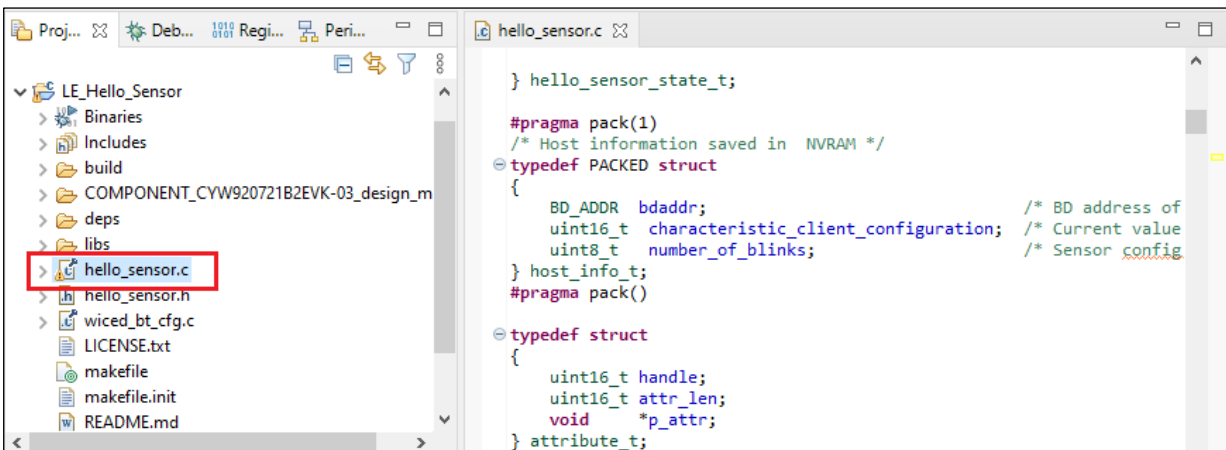 Proj...
Deb...
Regi...
Peri...
LE_Hello_Sensor
Binaries
Includes
build
COMPONENT_CYW920721B2EVK-03_design_m
deps
libs
hello_sensor.c
hello_sensor.h
wiced_bt_cfg.c
LICENSE.txt
makefile
makefile.init
README.md
hello_sensor.c
} hello_sensor_state_t;
#pragma pack(1)
/* Host information saved in  NVRAM */
typedef PACKED struct
{
    BD_ADDR  bdaddr;                                /* BD address of
    uint16_t  characteristic_client_configuration;  /* Current value
    uint8_t   number_of_blinks;                     /* Sensor config
} host_info_t;
#pragma pack()
typedef struct
{
    uint16_t handle;
    uint16_t attr_len;
    void     *p_attr;
} attribute_t;